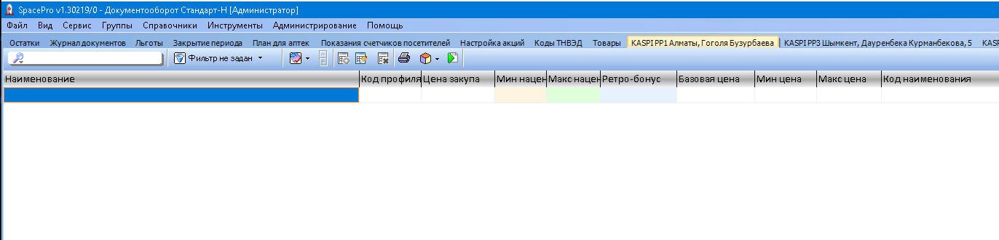 SpacePro v1.30219/0 - Документооборот Стандарт-Н [Администратор]
Файл Вид Сервис Группы Справочники Инструменты Администрирование Помощь
Остатки Журнал документов Льготы Закрытие периода План для аптек Показания счетчиков посетителей Настройка акций Коды ТНВЭД Товары KASPI PP1 Алматы, Гоголя Бузурбаева KASPI PP3 Шымкент, Дауренбека Курманбекова, 5 KASP
Фильтр не задан
Наименование Код профиля Цена закупа Мин нацен Макс нацен Ретро-бонус Базовая цена Мин цена Макс цена Код наименования